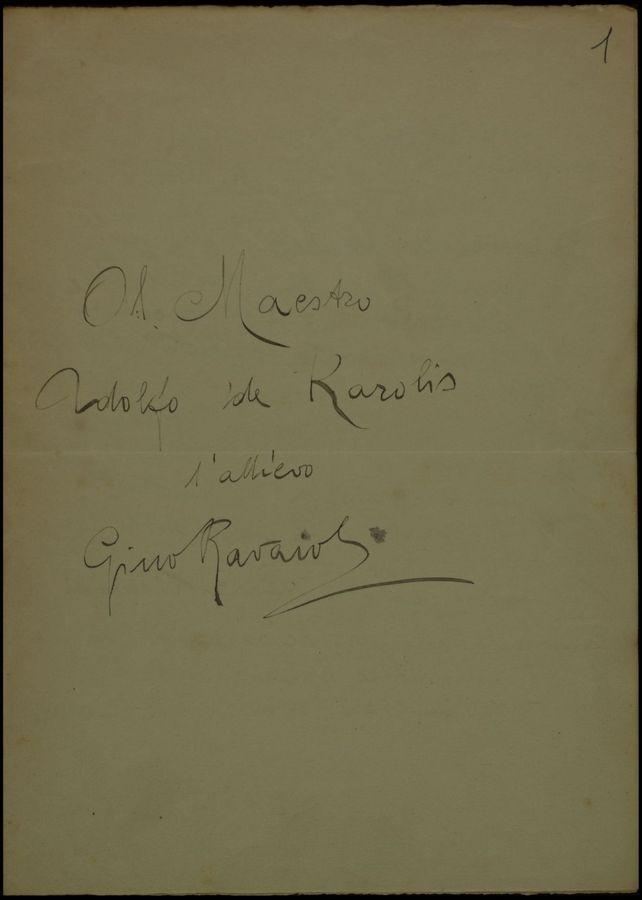 1
Al Maestro
Adolfo de Karolis
l'allievo
Gino Ravaioli